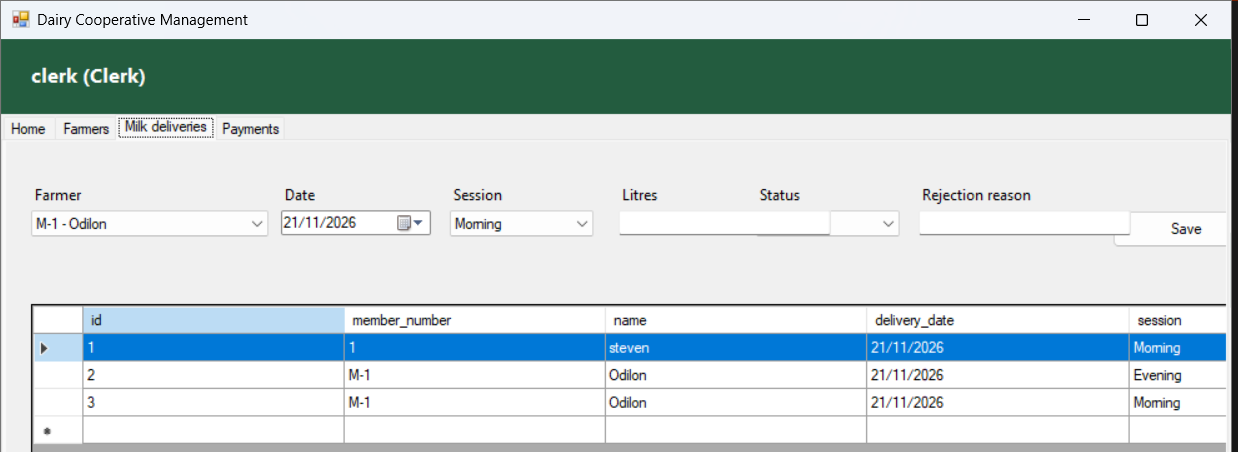 Dairy Cooperative Management
clerk (Clerk)
Home Farmers Milk deliveries Payments
Farmer Date Session Litres Status Rejection reason
M-1 - Odilon 21/11/2026 Morning Save
id member_number name delivery_date session
1 1 steven 21/11/2026 Morning
2 M-1 Odilon 21/11/2026 Evening
3 M-1 Odilon 21/11/2026 Morning